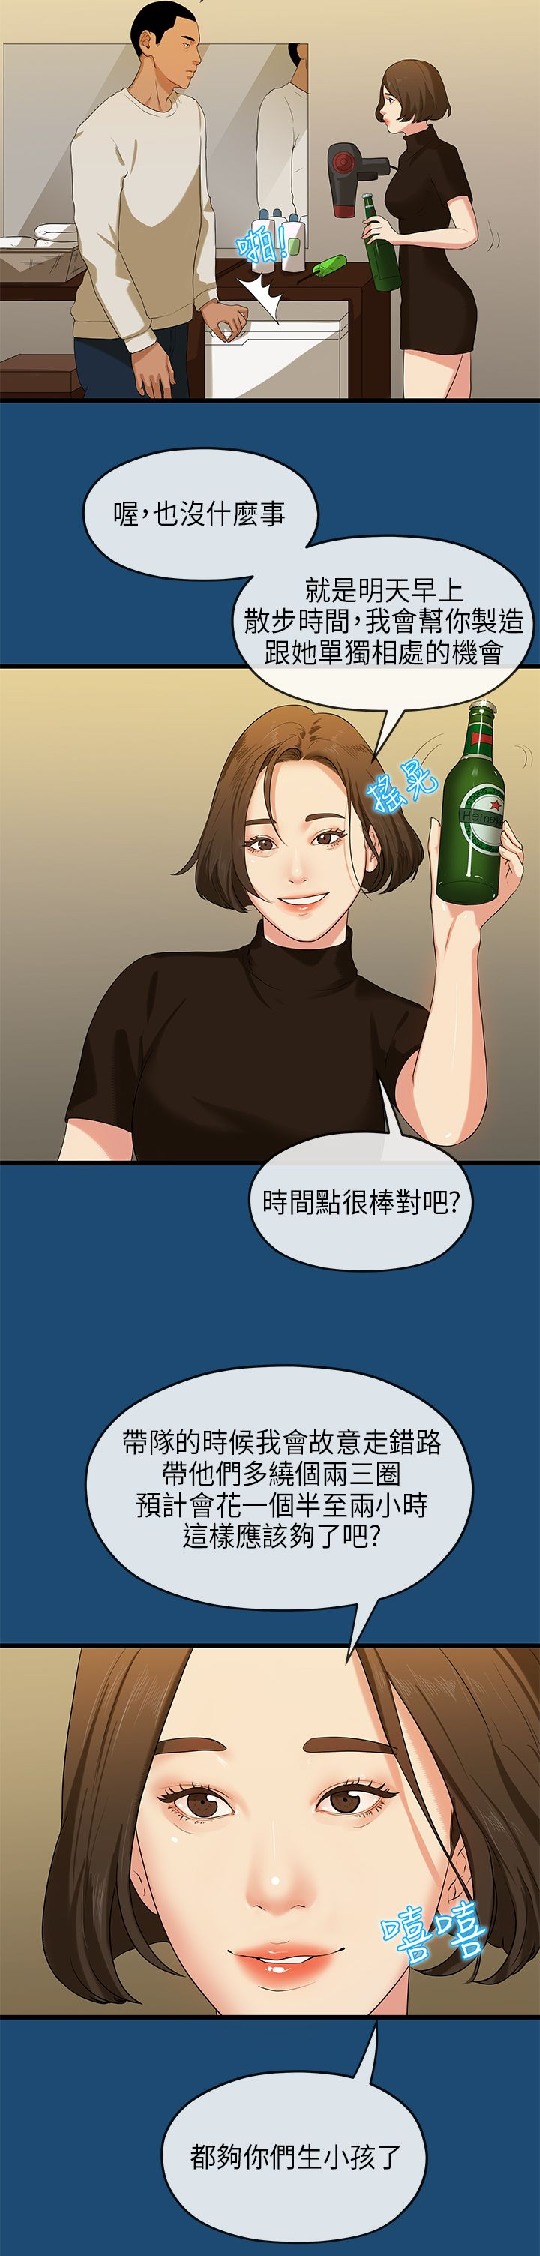 啪!
喔，也沒什麼事
就是明天早上
散步時間，我會幫你製造
跟她單獨相處的機會
搖晃
Heineken
時間點很棒對吧?
帶隊的時候我會故意走錯路
帶他們多繞個兩三圈
預計會花一個半至兩小時
這樣應該夠了吧?
嘻嘻
都夠你們生小孩了